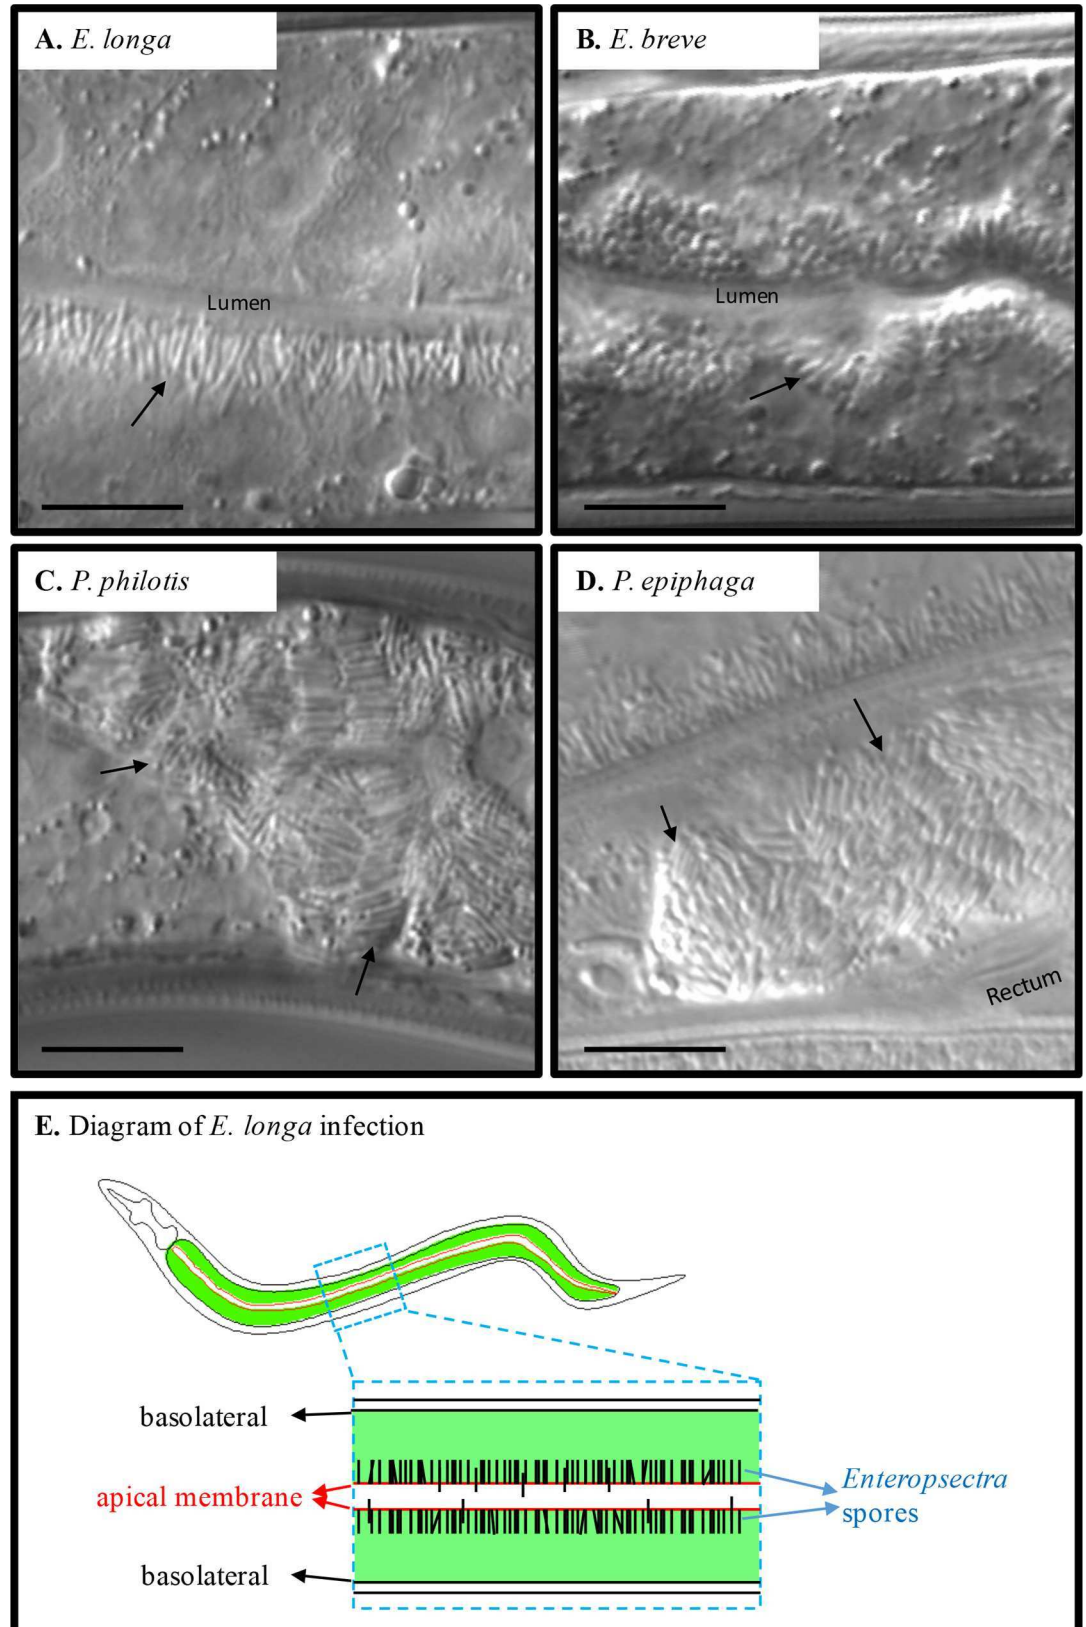 A. E. longa
B. E. breve
Lumen
Lumen
C. P. philotis
D. P. epiphaga
Rectum
E. Diagram of E. longa infection
basolateral
apical membrane
Enteropsectra
spores
basolateral